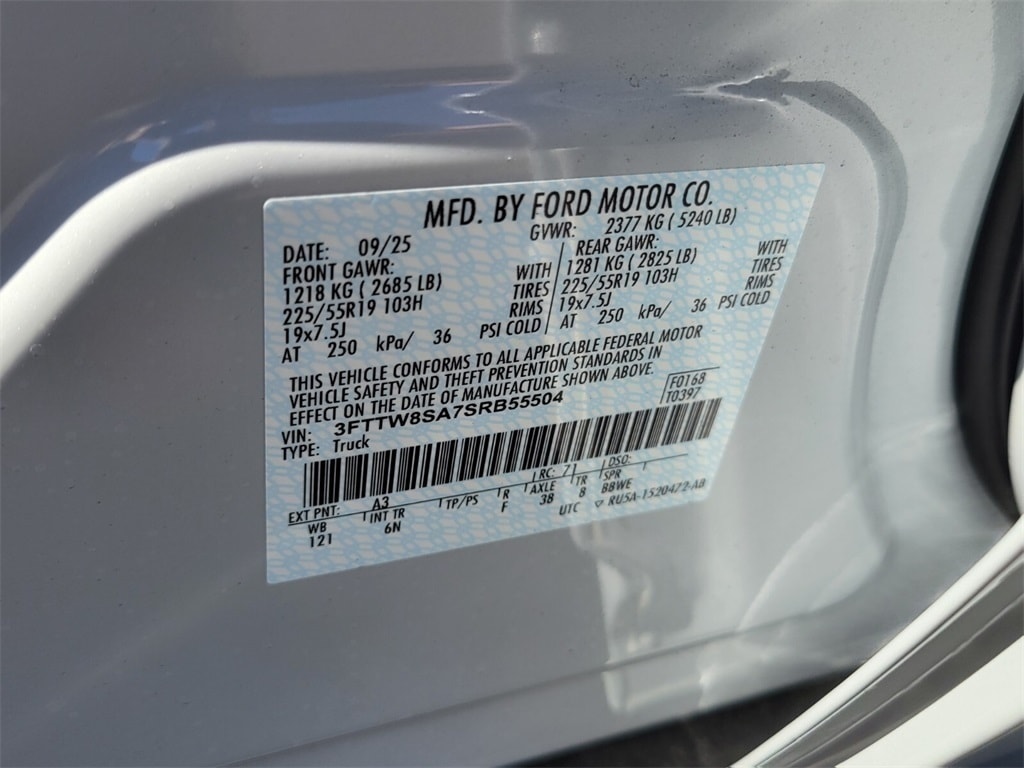 MFD. BY FORD MOTOR CO.
DATE: 09/25 GVWR: 2377 KG ( 5240 LB)
FRONT GAWR: REAR GAWR:
1218 KG ( 2685 LB) WITH 1281 KG ( 2825 LB) WITH
225/55R19 103H TIRES 225/55R19 103H TIRES
19x7.5J RIMS 19x7.5J RIMS
AT 250 kPa/ 36 PSI COLD AT 250 kPa/ 36 PSI COLD
THIS VEHICLE CONFORMS TO ALL APPLICABLE FEDERAL MOTOR
VEHICLE SAFETY AND THEFT PREVENTION STANDARDS IN
EFFECT ON THE DATE OF MANUFACTURE SHOWN ABOVE.
F0168
VIN: 3FTTW8SA7SRB55504 T0397
TYPE: Truck
EXT PNT: A3 RC: 7 DSO:
WB INT TR TP/PS R AXLE TR SPR
121 6N F 38 8 BBWE
UTC ▽ RU5A-1520472-AB